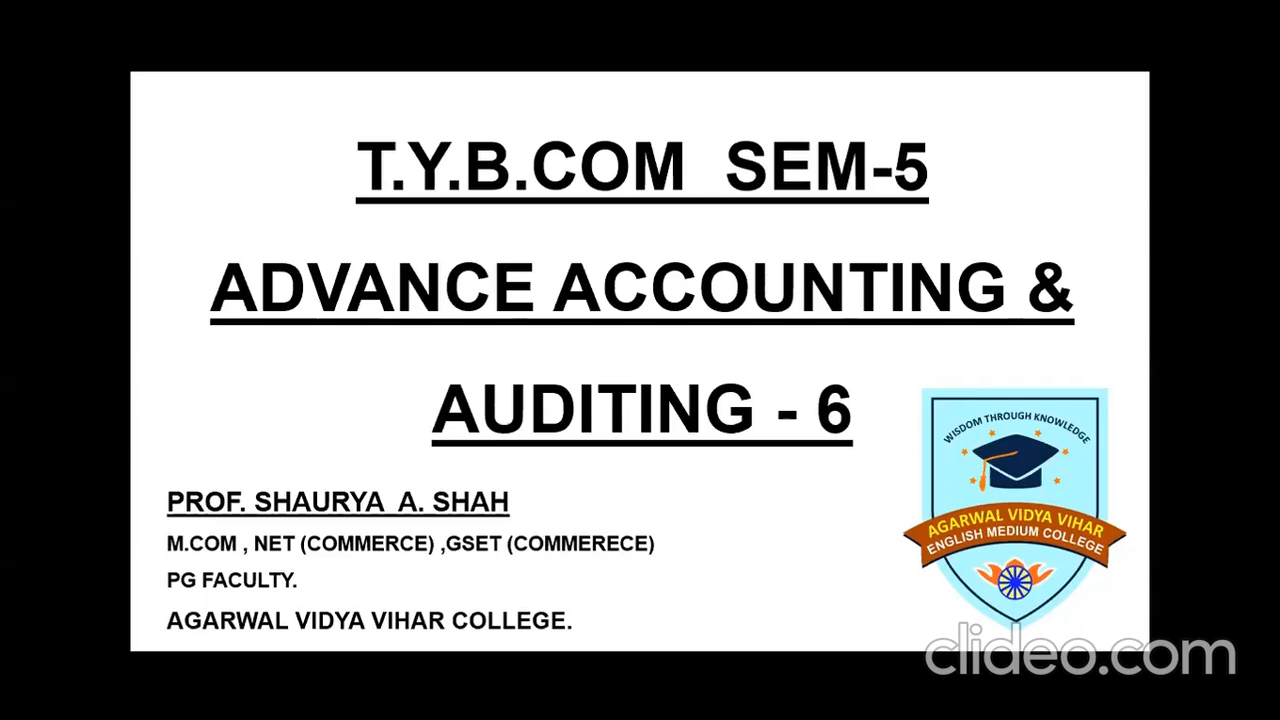 T.Y.B.COM SEM-5
ADVANCE ACCOUNTING &
AUDITING - 6
PROF. SHAURYA A. SHAH
M.COM , NET (COMMERCE) ,GSET (COMMERECE)
PG FACULTY.
AGARWAL VIDYA VIHAR COLLEGE.
WISDOM THROUGH KNOWLEDGE
AGARWAL VIDYA VIHAR
ENGLISH MEDIUM COLLEGE
clideo.com